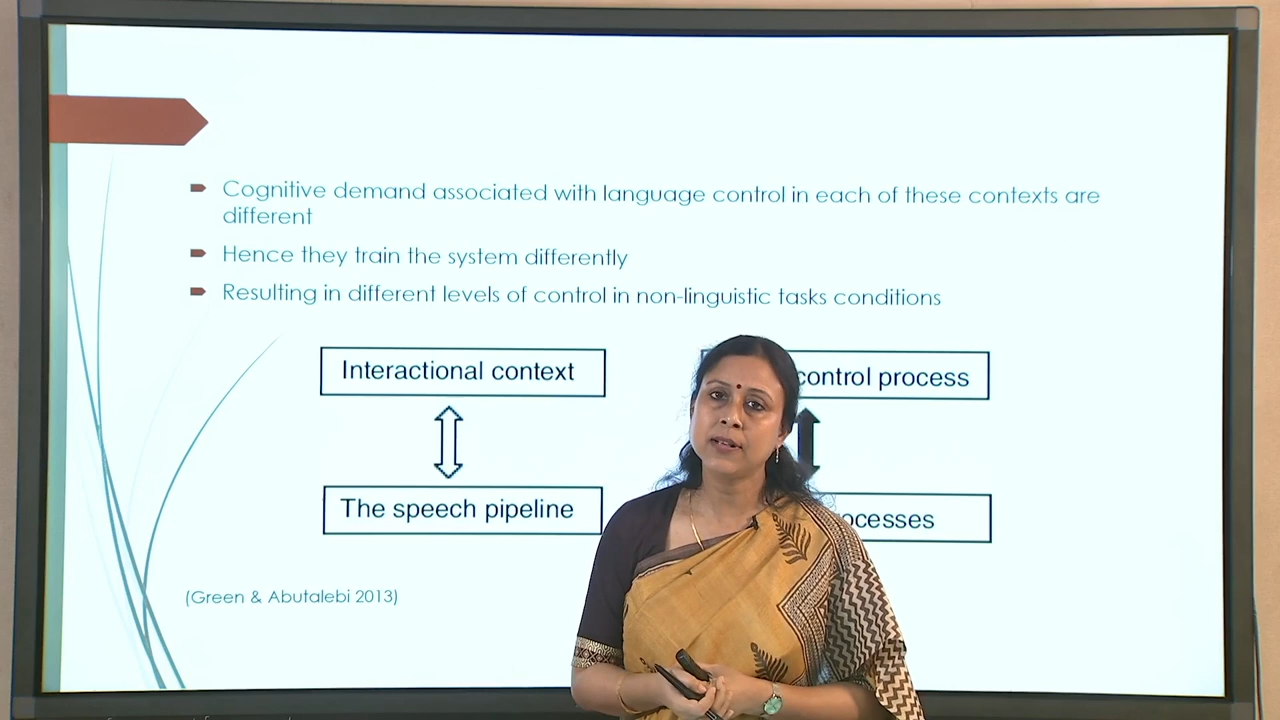 Cognitive demand associated with language control in each of these contexts are
different
Hence they train the system differently
Resulting in different levels of control in non-linguistic tasks conditions
Interactional context
control process
The speech pipeline
(Green & Abutalebi 2013)